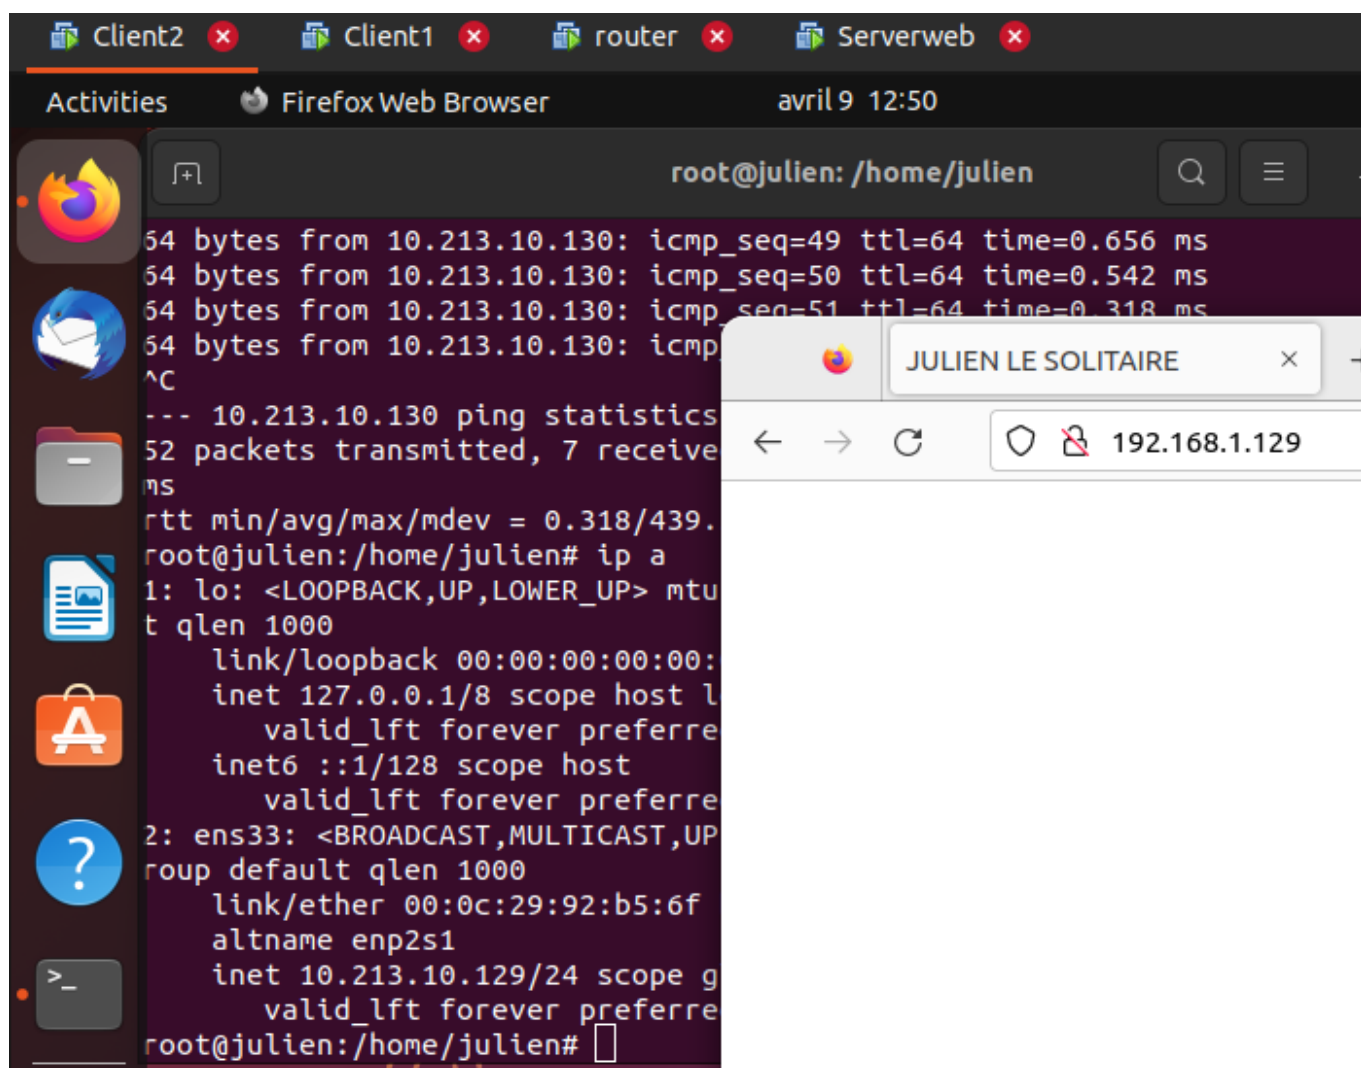 Client2 Client1 router Serverweb
Activities Firefox Web Browser avril 9 12:50
root@julien: /home/julien
64 bytes from 10.213.10.130: icmp_seq=49 ttl=64 time=0.656 ms
64 bytes from 10.213.10.130: icmp_seq=50 ttl=64 time=0.542 ms
64 bytes from 10.213.10.130: icmp_seq=51 ttl=64 time=0.318 ms
64 bytes from 10.213.10.130: icmp
^C
--- 10.213.10.130 ping statistics
52 packets transmitted, 7 receive
ms
rtt min/avg/max/mdev = 0.318/439.
root@julien:/home/julien# ip a
1: lo: <LOOPBACK,UP,LOWER_UP> mtu
t qlen 1000
link/loopback 00:00:00:00:00:
inet 127.0.0.1/8 scope host l
valid_lft forever preferre
inet6 ::1/128 scope host
valid_lft forever preferre
2: ens33: <BROADCAST,MULTICAST,UP
roup default qlen 1000
link/ether 00:0c:29:92:b5:6f
altname enp2s1
inet 10.213.10.129/24 scope g
valid_lft forever preferre
root@julien:/home/julien#
JULIEN LE SOLITAIRE
192.168.1.129